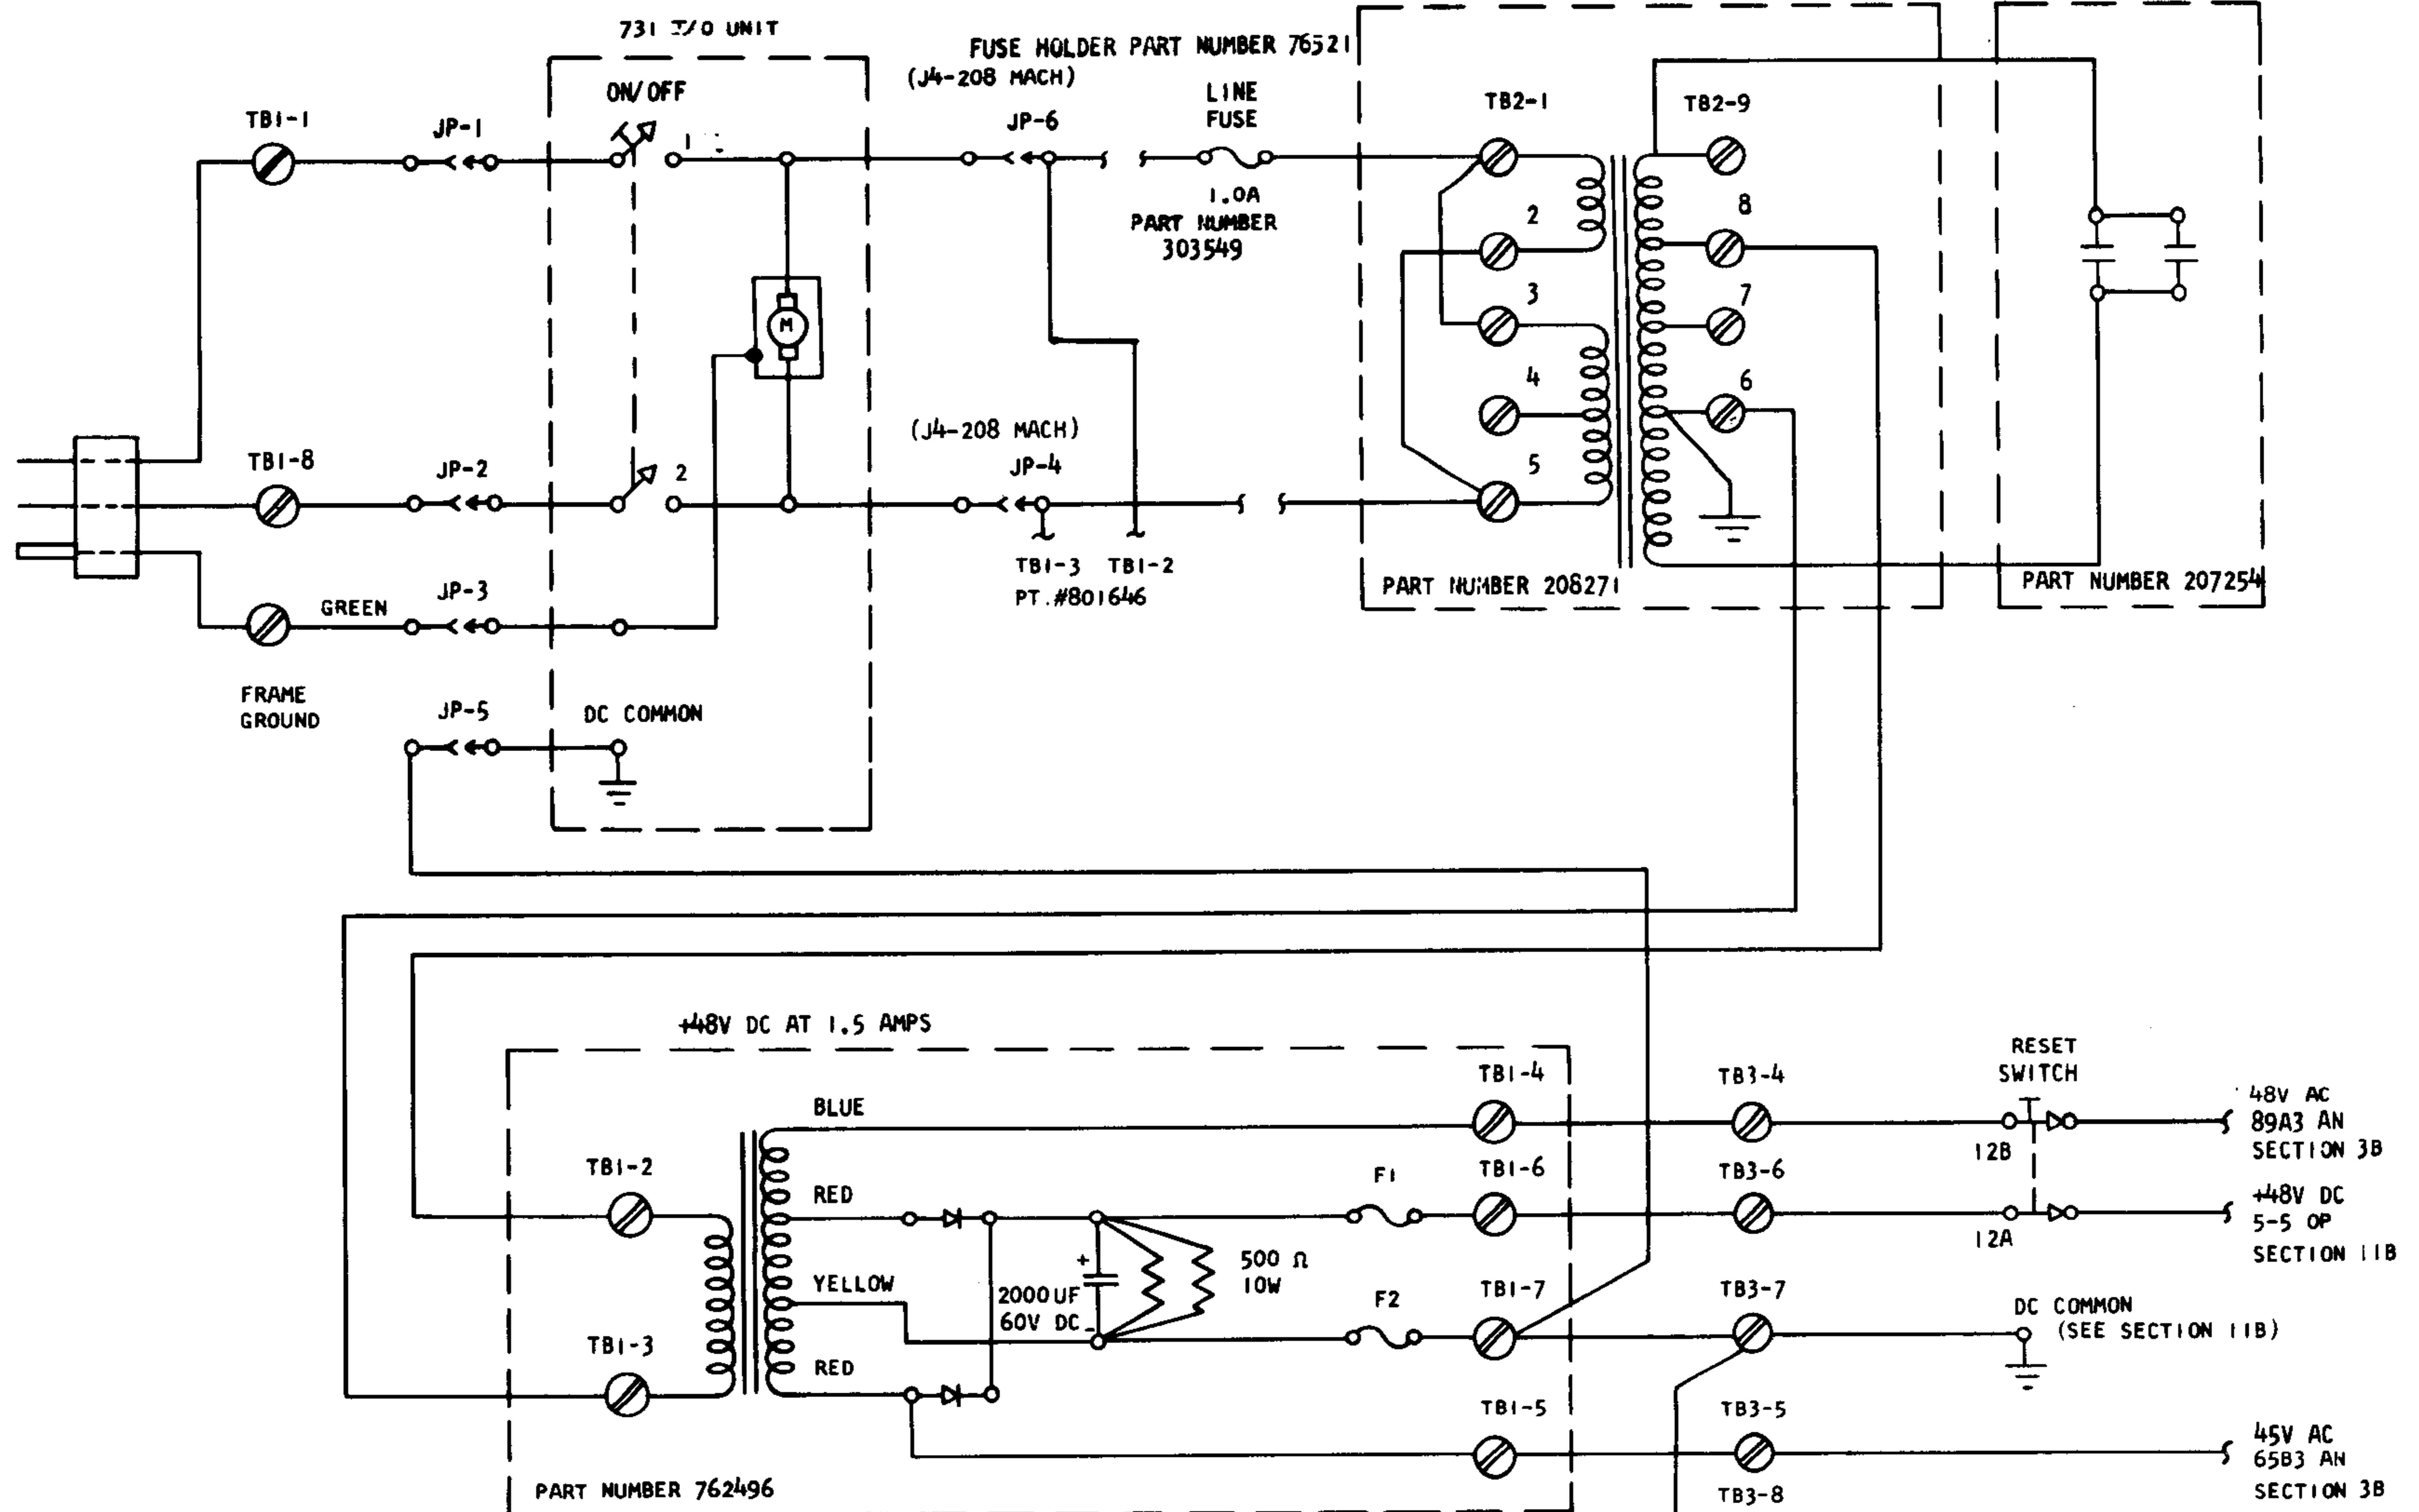 731 I/O UNIT
FUSE HOLDER PART NUMBER 76521
(J4-208 MACH)
ON/OFF
LINE
FUSE
TB2-1
TB2-9
TB1-1
JP-1
1
JP-6
1.0A
PART NUMBER
303549
2
8
3
7
M
4
6
(J4-208 MACH)
TB1-8
JP-2
2
JP-4
5
TB1-3
TB1-2
PT.#801646
PART NUMBER 208271
PART NUMBER 207254
GREEN
JP-3
FRAME
GROUND
JP-5
DC COMMON
+48V DC AT 1.5 AMPS
BLUE
TB1-4
TB3-4
RESET
SWITCH
48V AC
89A3 AN
SECTION 3B
12B
TB1-2
RED
F1
TB1-6
TB3-6
+48V DC
5-5 OP
SECTION 11B
12A
YELLOW
+
2000UF
60V DC
-
500 Ω
10W
F2
TB1-7
TB3-7
DC COMMON
(SEE SECTION 11B)
TB1-3
RED
TB1-5
TB3-5
45V AC
65B3 AN
SECTION 3B
PART NUMBER 762496
TB3-8